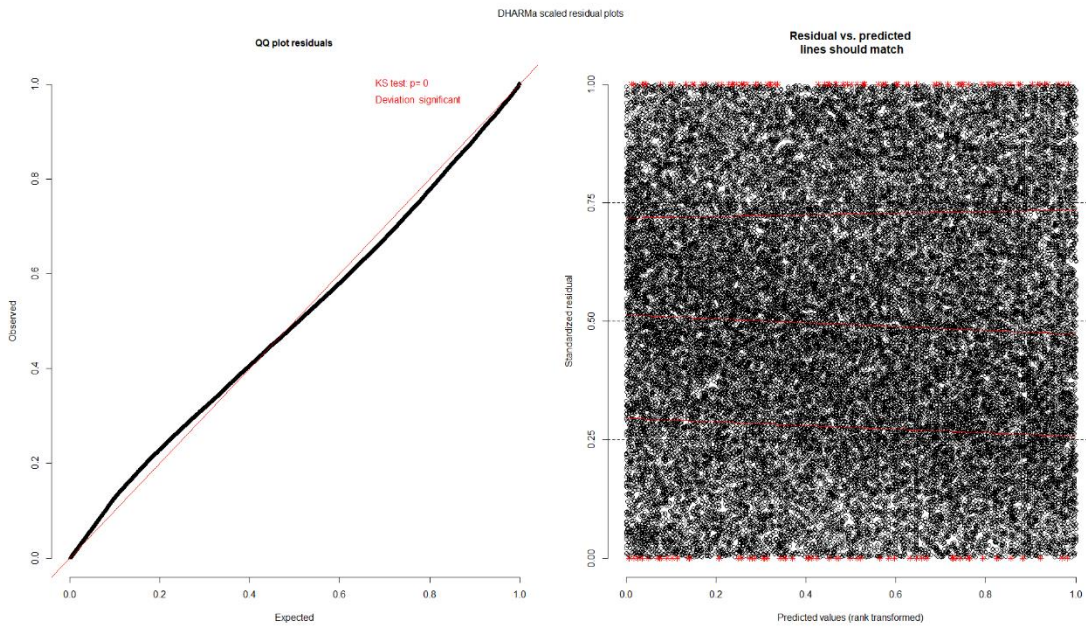 DHARMa scaled residual plots
QQ plot residuals
KS test: p= 0
Deviation significant
1.0
0.8
0.6
0.4
0.2
0.0
Observed
0.0
0.2
0.4
0.6
0.8
1.0
Expected
Residual vs. predicted
lines should match
1.00
0.75
0.50
0.25
0.00
Standardized residual
0.0
0.2
0.4
0.6
0.8
1.0
Predicted values (rank transformed)